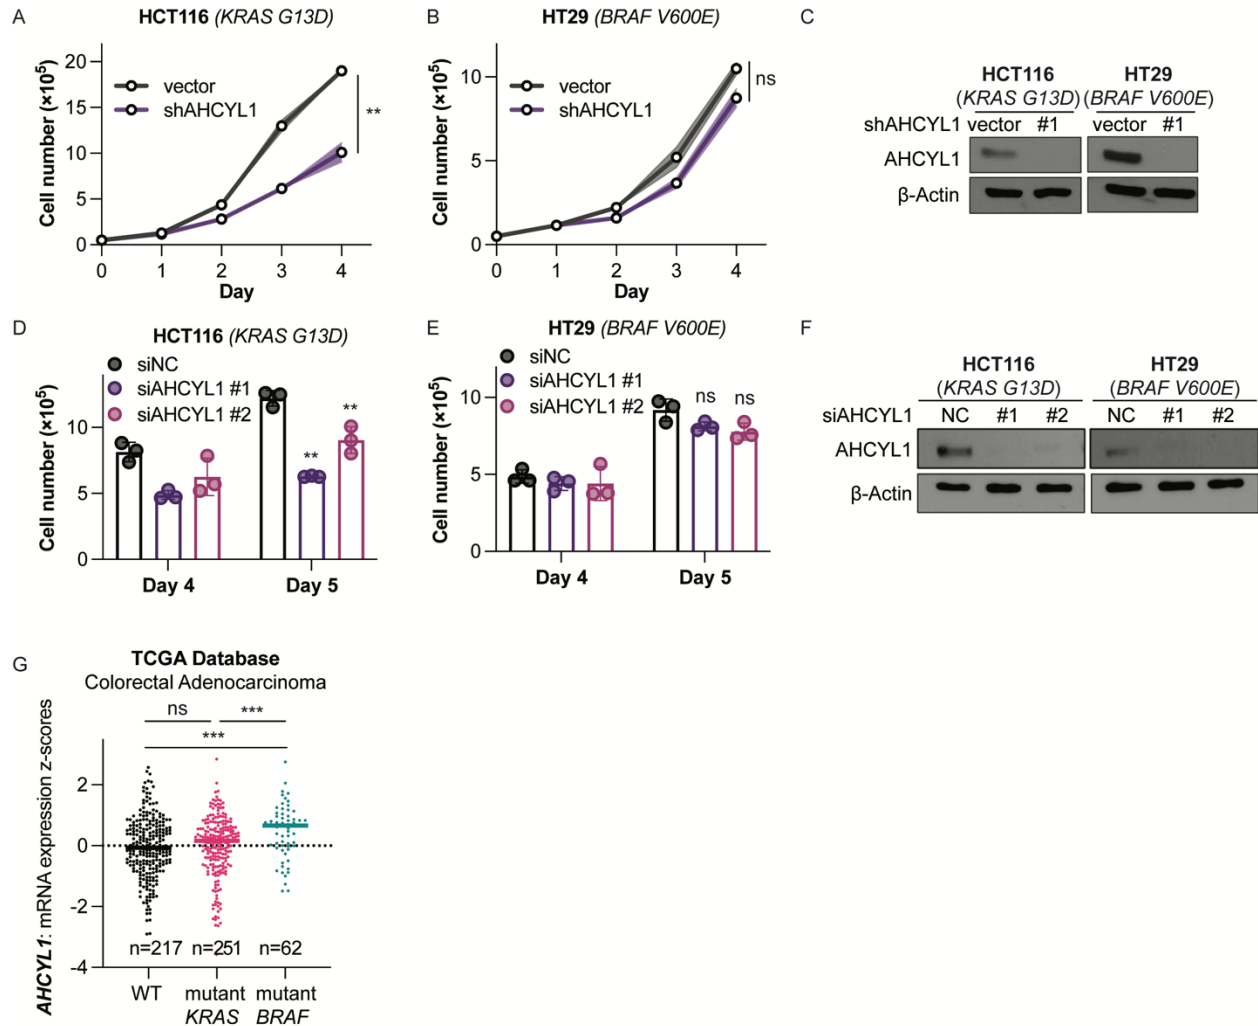 A
HCT116 (KRAS G13D)
Cell number (×10⁵)
20
15
10
5
0
vector
shAHCYL1
**
0 1 2 3 4
Day
B
HT29 (BRAF V600E)
Cell number (×10⁵)
10
5
0
vector
shAHCYL1
ns
0 1 2 3 4
Day
C
HCT116 HT29
(KRAS G13D) (BRAF V600E)
shAHCYL1 vector #1 vector #1
AHCYL1
β-Actin
D
HCT116 (KRAS G13D)
siNC
siAHCYL1 #1
siAHCYL1 #2
Cell number (×10⁵)
10
5
0
**
**
Day 4 Day 5
E
HT29 (BRAF V600E)
siNC
siAHCYL1 #1
siAHCYL1 #2
Cell number (×10⁵)
10
5
0
ns ns
Day 4 Day 5
F
HCT116 HT29
(KRAS G13D) (BRAF V600E)
siAHCYL1 NC #1 #2 NC #1 #2
AHCYL1
β-Actin
G
TCGA Database
Colorectal Adenocarcinoma
ns ***
***
AHCYL1: mRNA expression z-scores
2
0
-2
-4
n=217 n=251 n=62
WT mutant mutant
KRAS BRAF